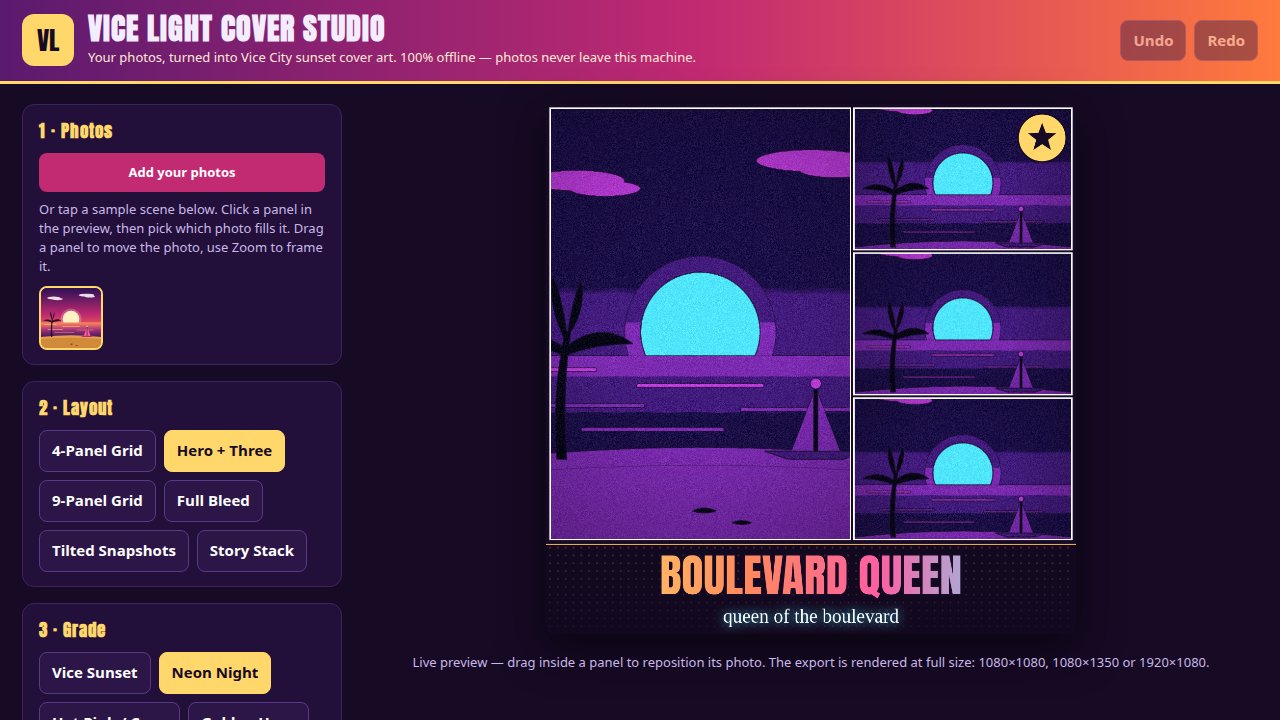 VL
VICE LIGHT COVER STUDIO
Your photos, turned into Vice City sunset cover art. 100% offline — photos never leave this machine.
Undo
Redo
1 · Photos
Add your photos
Or tap a sample scene below. Click a panel in
the preview, then pick which photo fills it. Drag
a panel to move the photo, use Zoom to frame
it.
2 · Layout
4-Panel Grid
Hero + Three
9-Panel Grid
Full Bleed
Tilted Snapshots
Story Stack
3 · Grade
Vice Sunset
Neon Night
BOULEVARD QUEEN
queen of the boulevard
Live preview — drag inside a panel to reposition its photo. The export is rendered at full size: 1080×1080, 1080×1350 or 1920×1080.